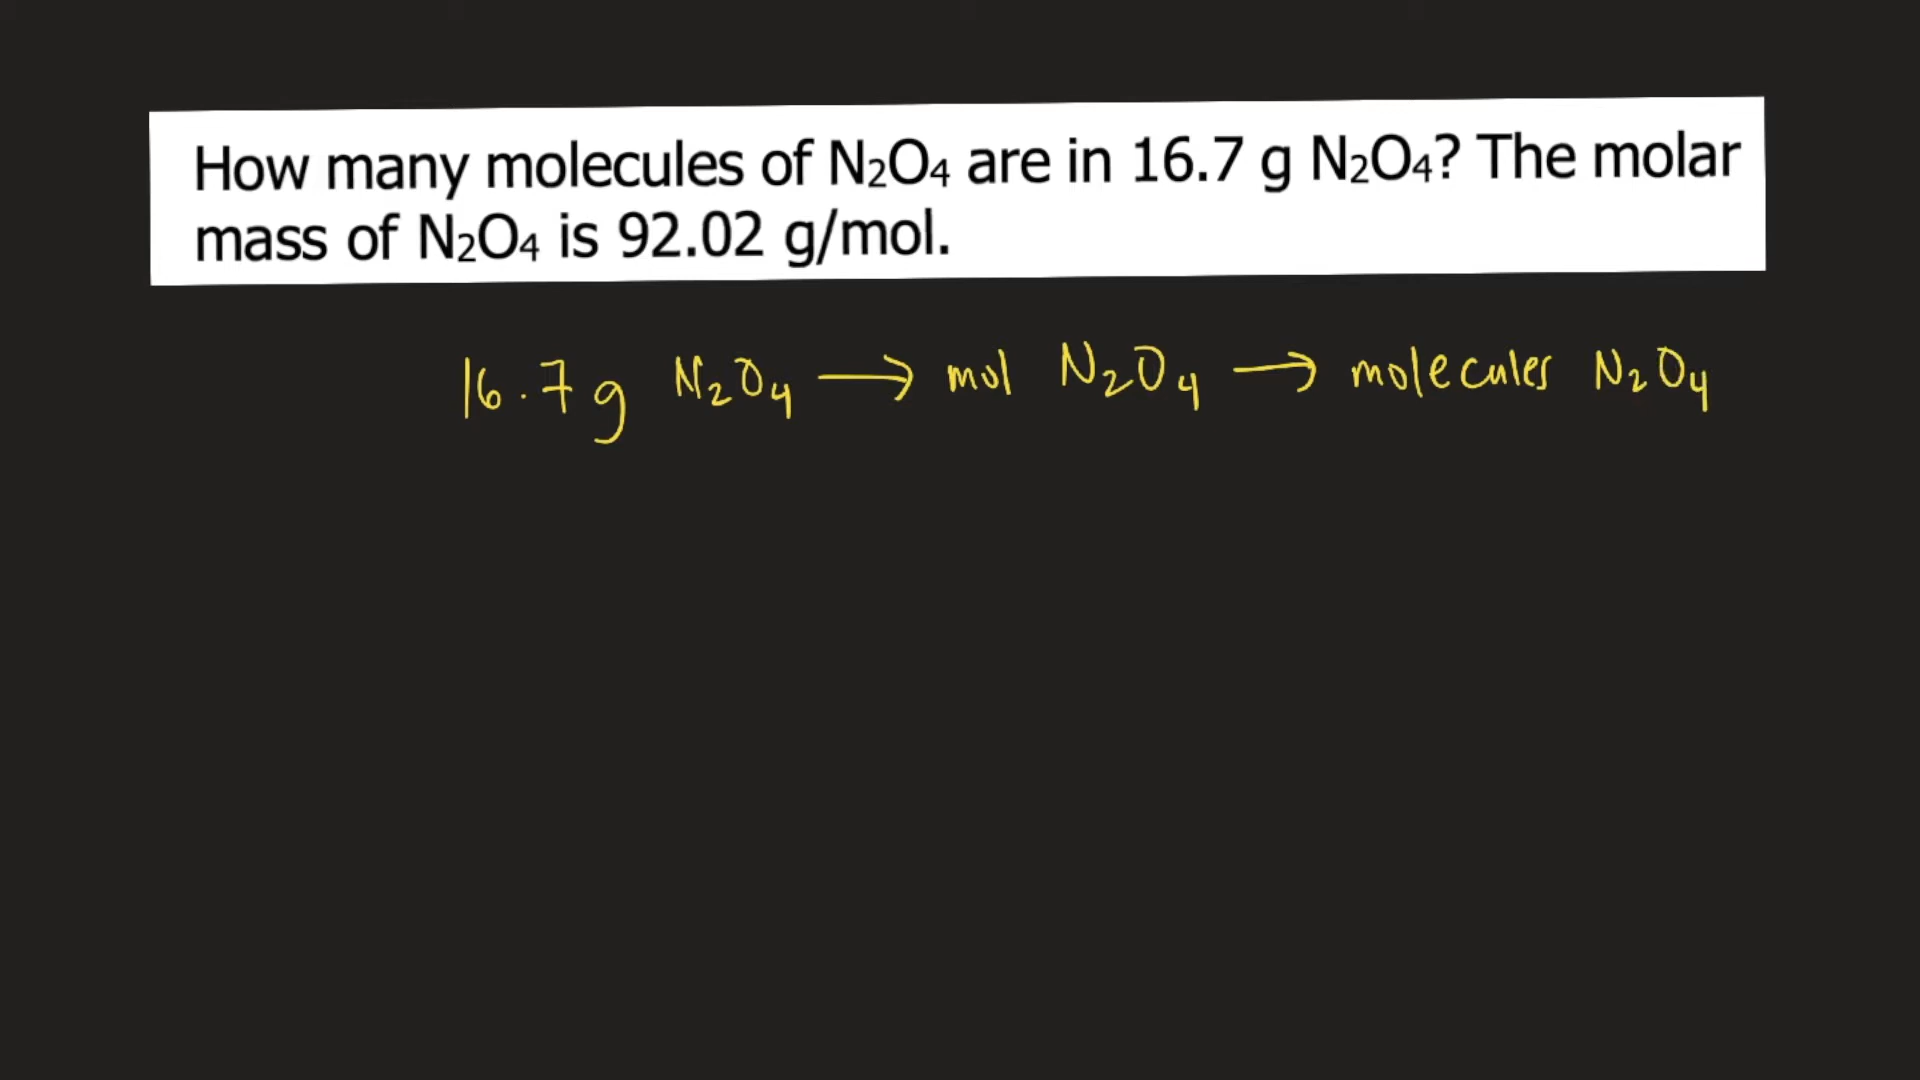 How many molecules of N₂O₄ are in 16.7 g N₂O₄? The molar
mass of N₂O₄ is 92.02 g/mol.
16.7 g N₂O₄ → mol N₂O₄ → molecules N₂O₄